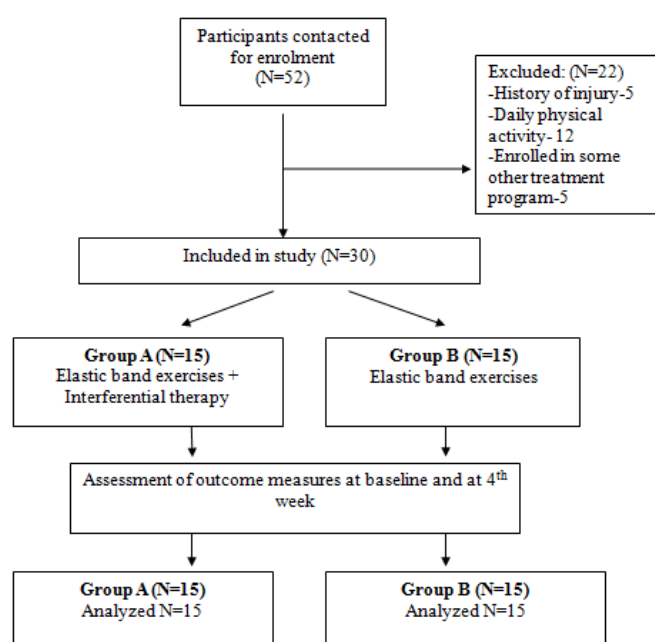 Participants contacted
for enrolment
(N=52)
Excluded: (N=22)
-History of injury-5
-Daily physical
activity- 12
-Enrolled in some
other treatment
program-5
Included in study (N=30)
Group A (N=15)
Elastic band exercises +
Interferential therapy
Group B (N=15)
Elastic band exercises
Assessment of outcome measures at baseline and at 4th
week
Group A (N=15)
Analyzed N=15
Group B (N=15)
Analyzed N=15